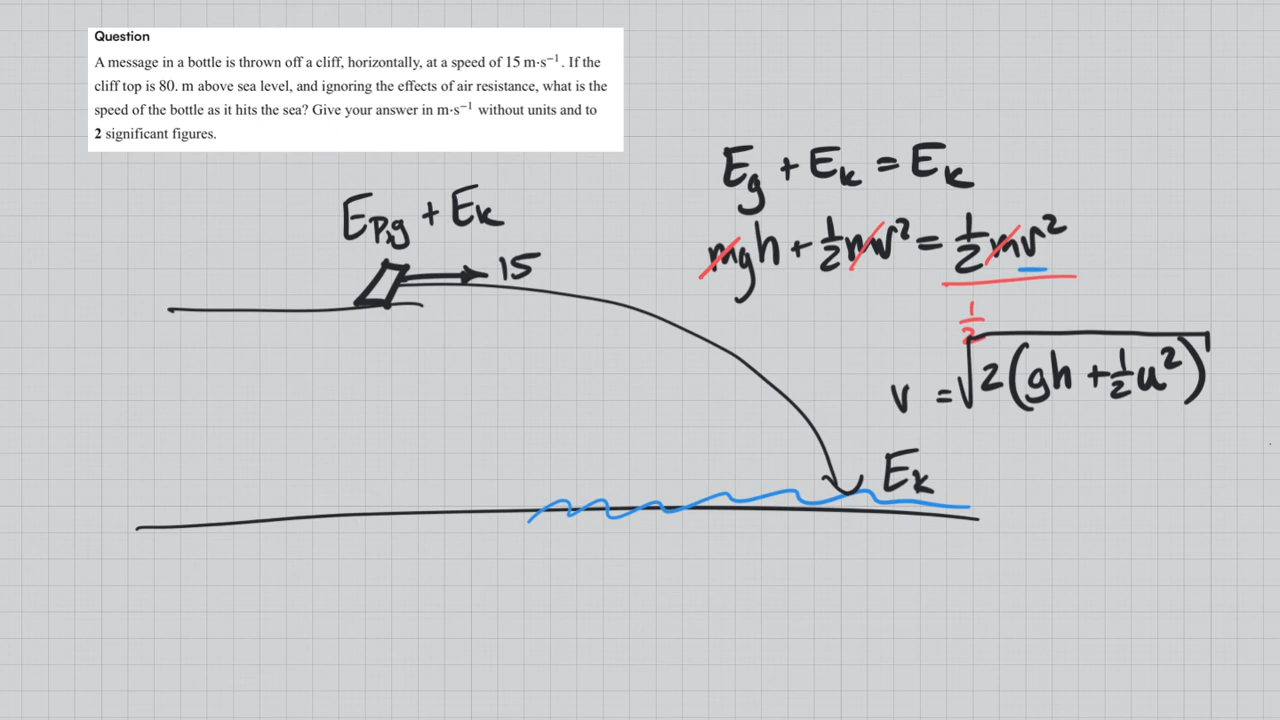 Question
A message in a bottle is thrown off a cliff, horizontally, at a speed of 15 m·s⁻¹. If the
cliff top is 80. m above sea level, and ignoring the effects of air resistance, what is the
speed of the bottle as it hits the sea? Give your answer in m·s⁻¹ without units and to
2 significant figures.
Eg + Ek = Ek
Ep,g + Ek
mgh + ½mv² = ½mv²
15
½
v = √2(gh + ½u²)
Ek